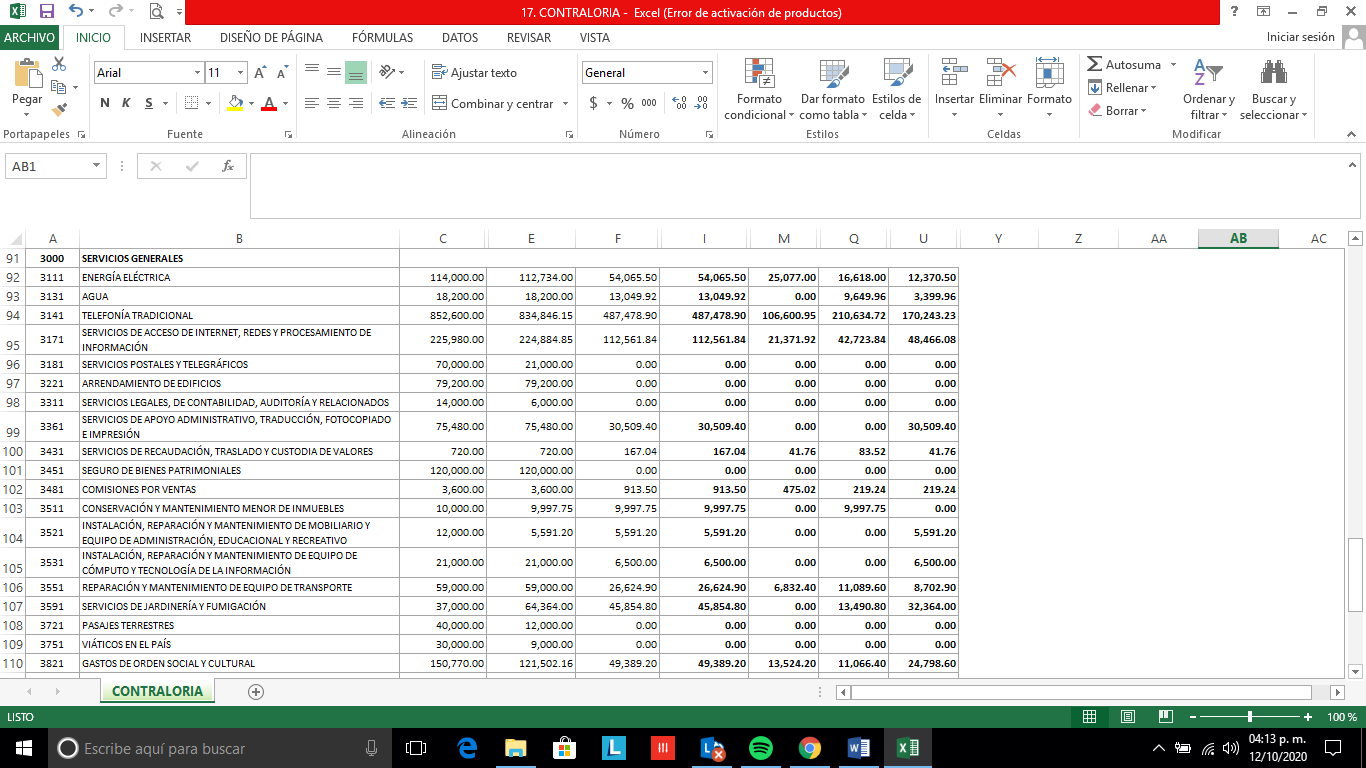 17. CONTRALORIA - Excel (Error de activación de productos)
ARCHIVO INICIO INSERTAR DISEÑO DE PÁGINA FÓRMULAS DATOS REVISAR VISTA Iniciar sesión
Pegar
Portapapeles
Arial 11
N K S
Fuente
Ajustar texto
Combinar y centrar
Alineación
General
$ % 000
Número
Formato condicional
Dar formato como tabla
Estilos de celda
Estilos
Insertar Eliminar Formato
Celdas
Autosuma
Rellenar
Borrar
Ordenar y filtrar
Buscar y seleccionar
Modificar
AB1 fx
A B C E F I M Q U Y Z AA AB AC
91 3000 SERVICIOS GENERALES
92 3111 ENERGÍA ELÉCTRICA 114,000.00 112,734.00 54,065.50 54,065.50 25,077.00 16,618.00 12,370.50
93 3131 AGUA 18,200.00 18,200.00 13,049.92 13,049.92 0.00 9,649.96 3,399.96
94 3141 TELEFONÍA TRADICIONAL 852,600.00 834,846.15 487,478.90 487,478.90 106,600.95 210,634.72 170,243.23
95 3171 SERVICIOS DE ACCESO DE INTERNET, REDES Y PROCESAMIENTO DE INFORMACIÓN 225,980.00 224,884.85 112,561.84 112,561.84 21,371.92 42,723.84 48,466.08
96 3181 SERVICIOS POSTALES Y TELEGRÁFICOS 70,000.00 21,000.00 0.00 0.00 0.00 0.00 0.00
97 3221 ARRENDAMIENTO DE EDIFICIOS 79,200.00 79,200.00 0.00 0.00 0.00 0.00 0.00
98 3311 SERVICIOS LEGALES, DE CONTABILIDAD, AUDITORÍA Y RELACIONADOS 14,000.00 6,000.00 0.00 0.00 0.00 0.00 0.00
99 3361 SERVICIOS DE APOYO ADMINISTRATIVO, TRADUCCIÓN, FOTOCOPIADO E IMPRESIÓN 75,480.00 75,480.00 30,509.40 30,509.40 0.00 0.00 30,509.40
100 3431 SERVICIOS DE RECAUDACIÓN, TRASLADO Y CUSTODIA DE VALORES 720.00 720.00 167.04 167.04 41.76 83.52 41.76
101 3451 SEGURO DE BIENES PATRIMONIALES 120,000.00 120,000.00 0.00 0.00 0.00 0.00 0.00
102 3481 COMISIONES POR VENTAS 3,600.00 3,600.00 913.50 913.50 475.02 219.24 219.24
103 3511 CONSERVACIÓN Y MANTENIMIENTO MENOR DE INMUEBLES 10,000.00 9,997.75 9,997.75 9,997.75 0.00 9,997.75 0.00
104 3521 INSTALACIÓN, REPARACIÓN Y MANTENIMIENTO DE MOBILIARIO Y EQUIPO DE ADMINISTRACIÓN, EDUCACIONAL Y RECREATIVO 12,000.00 5,591.20 5,591.20 5,591.20 0.00 0.00 5,591.20
105 3531 INSTALACIÓN, REPARACIÓN Y MANTENIMIENTO DE EQUIPO DE CÓMPUTO Y TECNOLOGÍA DE LA INFORMACIÓN 21,000.00 21,000.00 6,500.00 6,500.00 0.00 0.00 6,500.00
106 3551 REPARACIÓN Y MANTENIMIENTO DE EQUIPO DE TRANSPORTE 59,000.00 59,000.00 26,624.90 26,624.90 6,832.40 11,089.60 8,702.90
107 3591 SERVICIOS DE JARDINERÍA Y FUMIGACIÓN 37,000.00 64,364.00 45,854.80 45,854.80 0.00 13,490.80 32,364.00
108 3721 PASAJES TERRESTRES 40,000.00 12,000.00 0.00 0.00 0.00 0.00 0.00
109 3751 VIÁTICOS EN EL PAÍS 30,000.00 9,000.00 0.00 0.00 0.00 0.00 0.00
110 3821 GASTOS DE ORDEN SOCIAL Y CULTURAL 150,770.00 121,502.16 49,389.20 49,389.20 13,524.20 11,066.40 24,798.60
CONTRALORIA
LISTO 100 %
Escribe aquí para buscar
04:13 p. m.
12/10/2020